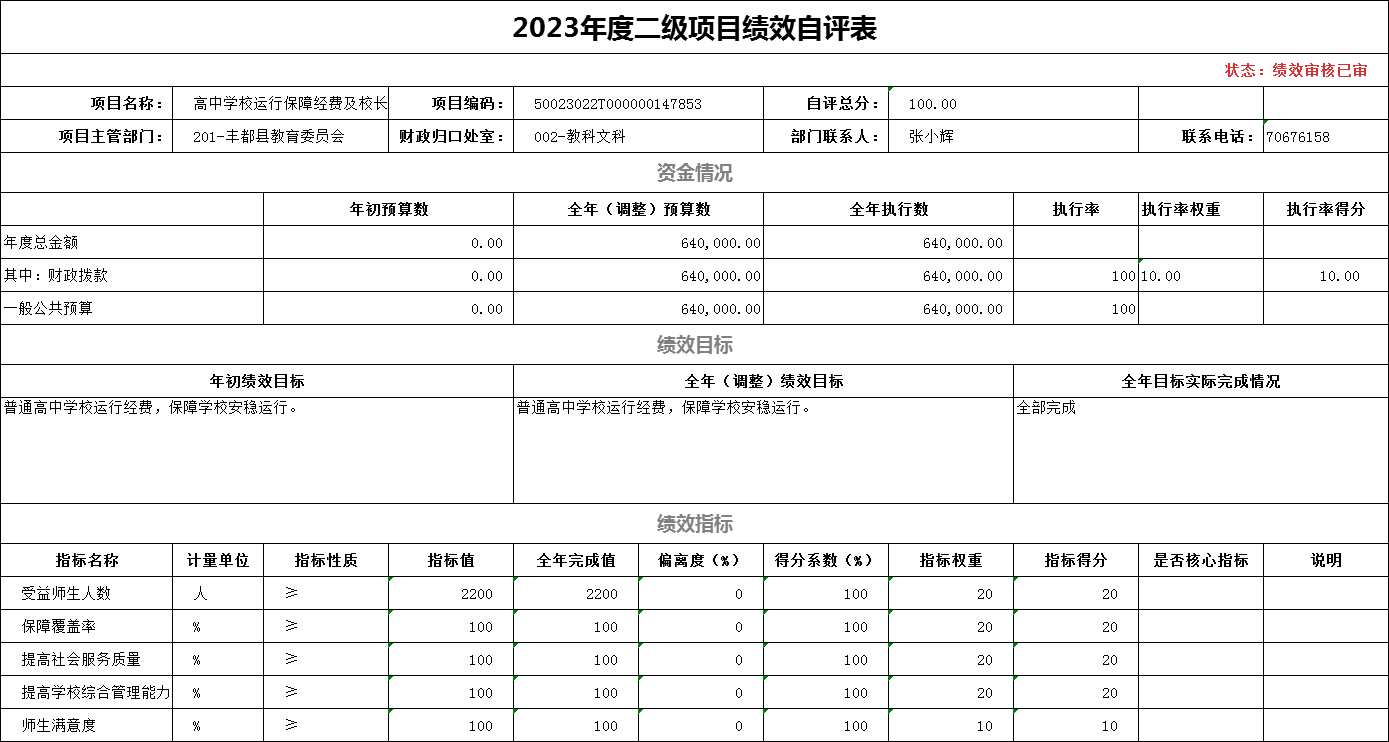 2023年度二级项目绩效自评表
状态：绩效审核已审
项目名称： 高中学校运行保障经费及校长 项目编码： 50023022T000000147853 自评总分： 100.00
项目主管部门： 201-丰都县教育委员会 财政归口处室： 002-教科文科 部门联系人： 张小辉 联系电话： 70676158
资金情况
年初预算数 全年（调整）预算数 全年执行数 执行率 执行率权重 执行率得分
年度总金额 0.00 640,000.00 640,000.00
其中：财政拨款 0.00 640,000.00 640,000.00 100 10.00 10.00
一般公共预算 0.00 640,000.00 640,000.00 100
绩效目标
年初绩效目标 全年（调整）绩效目标 全年目标实际完成情况
普通高中学校运行经费，保障学校安稳运行。 普通高中学校运行经费，保障学校安稳运行。 全部完成
绩效指标
指标名称 计量单位 指标性质 指标值 全年完成值 偏离度（%） 得分系数（%） 指标权重 指标得分 是否核心指标 说明
受益师生人数 人 ≥ 2200 2200 0 100 20 20
保障覆盖率 % ≥ 100 100 0 100 20 20
提高社会服务质量 % ≥ 100 100 0 100 20 20
提高学校综合管理能力 % ≥ 100 100 0 100 20 20
师生满意度 % ≥ 100 100 0 100 10 10